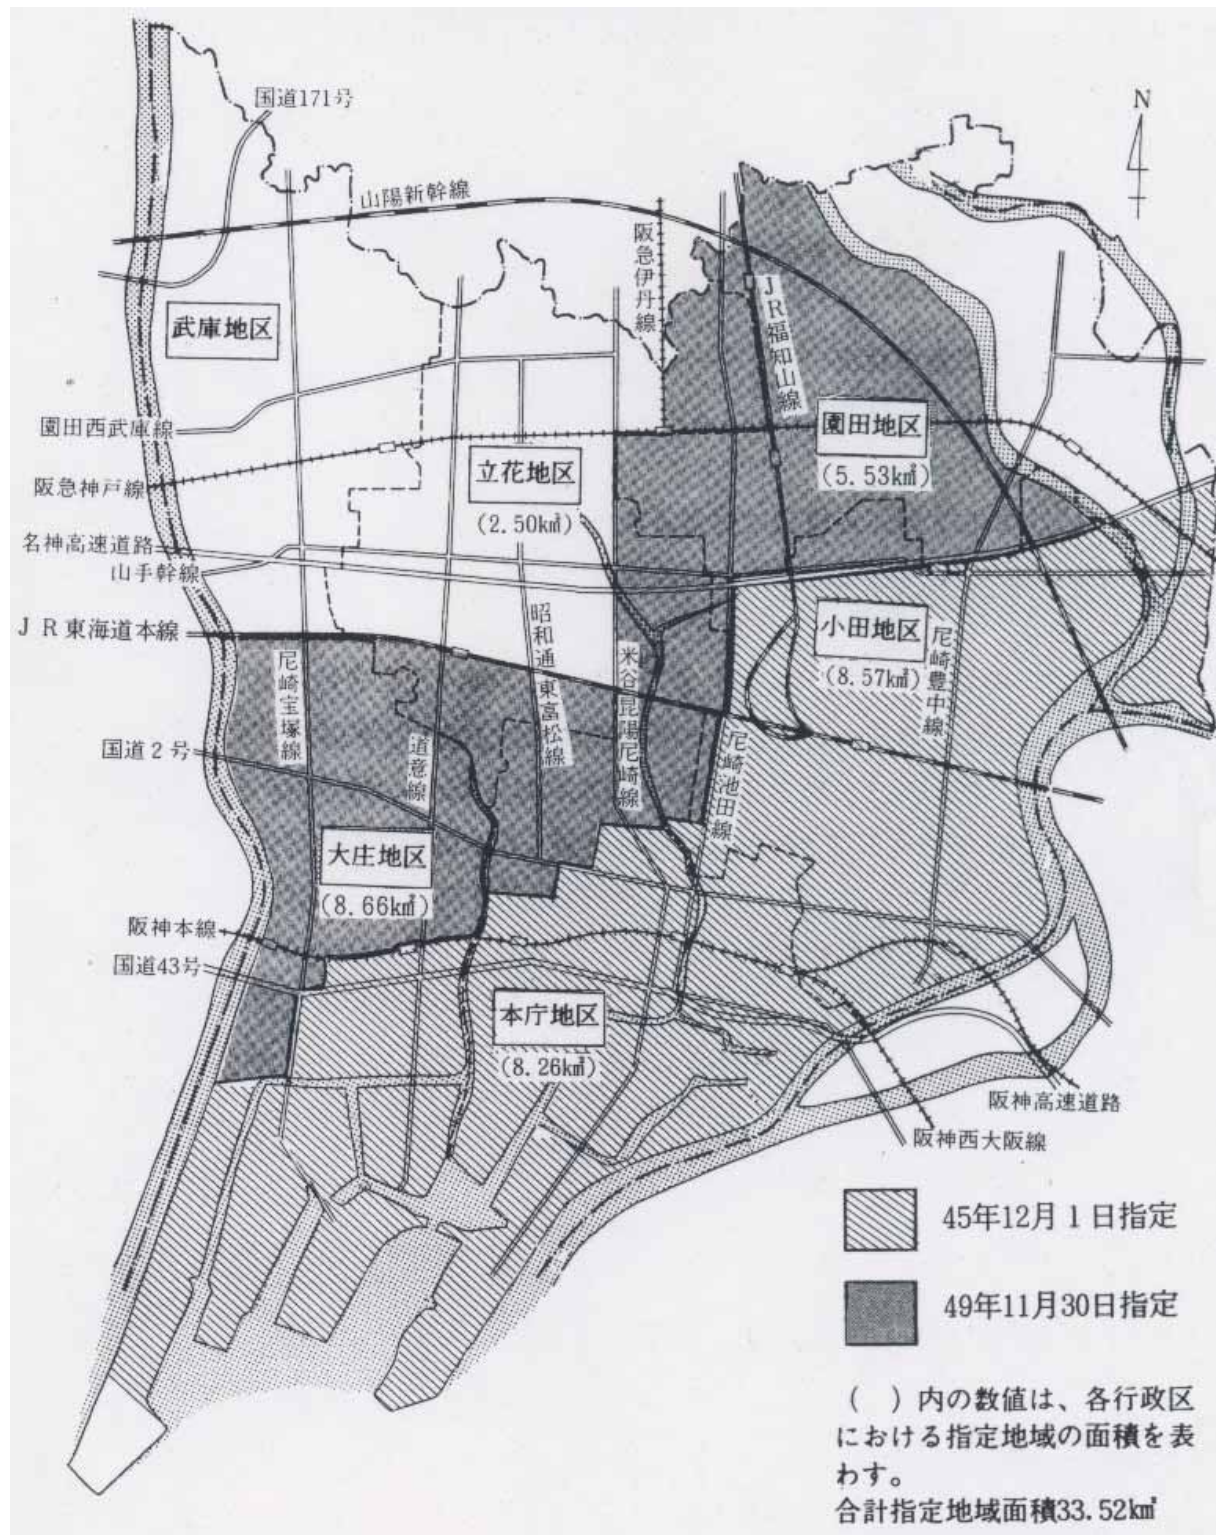 国道171号
N
山陽新幹線
阪急伊丹線
JR福知山線
武庫地区
園田西武庫線
園田地区
(5.53k㎡)
立花地区
(2.50k㎡)
阪急神戸線
名神高速道路
山手幹線
JR東海道本線
小田地区
(8.57k㎡)
尼崎豊中線
昭和通東高松線
米谷昆陽尼崎線
尼崎宝塚線
道意線
尼崎池田線
国道2号
大庄地区
(8.66k㎡)
阪神本線
国道43号
本庁地区
(8.26k㎡)
阪神高速道路
阪神西大阪線
45年12月1日指定
49年11月30日指定
( )内の数値は、各行政区
における指定地域の面積を表
わす。
合計指定地域面積33.52k㎡